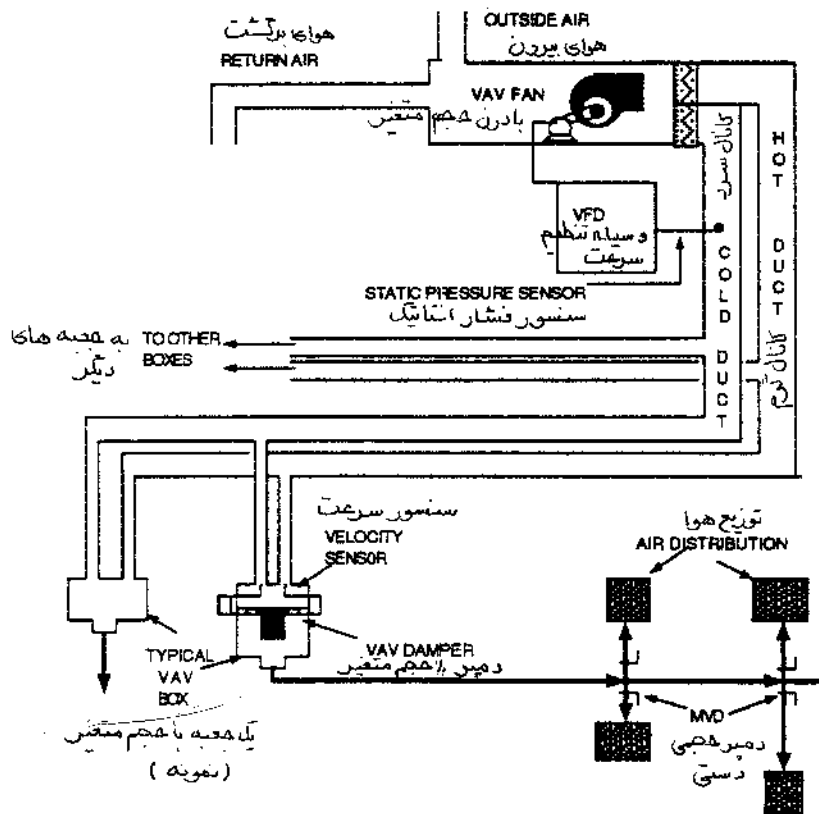 هوای برگشت
RETURN AIR
OUTSIDE AIR
هوای بیرون
VAV FAN
بادزن حجم متغیر
کانال سرد
HOT DUCT
VFD
وسیله تنظیم
سرعت
COLD DUCT
STATIC PRESSURE SENSOR
سنسور فشار استاتیک
کانال گرم
به جعبه های
دیگر
TO OTHER
BOXES
سنسور سرعت
VELOCITY
SENSOR
توزیع هوا
AIR DISTRIBUTION
TYPICAL
VAV
BOX
VAV DAMPER
دمپر با حجم متغیر
یک جعبه با حجم متغیر
(نمونه)
MVD
دمپر حجمی
دستی